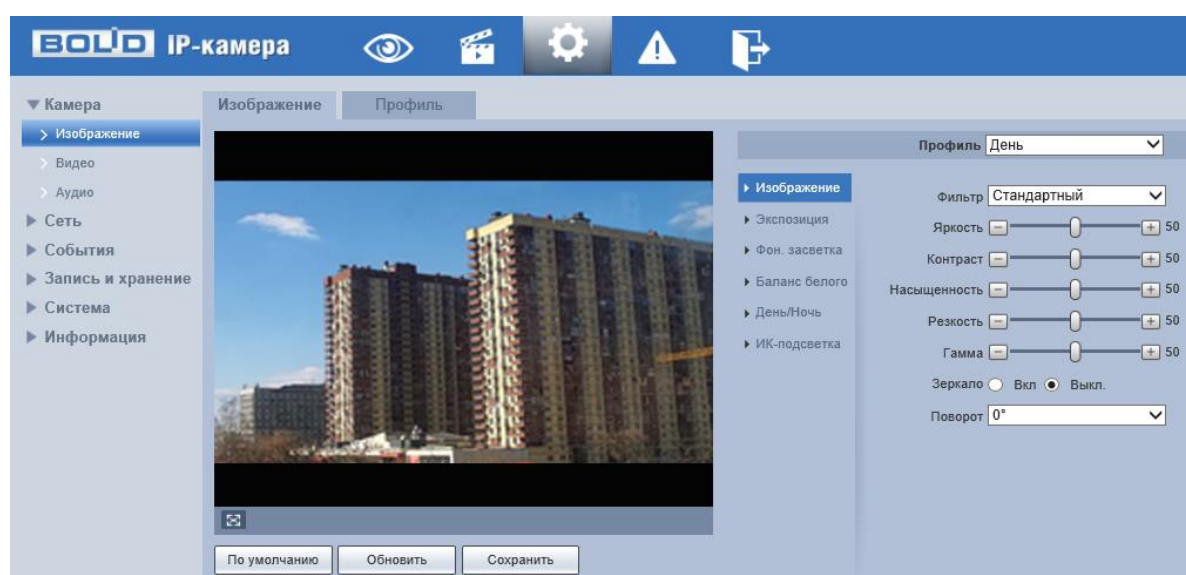 BOLID IP-камера
Камера
Изображение
Видео
Аудио
Сеть
События
Запись и хранение
Система
Информация
Изображение Профиль
По умолчанию Обновить Сохранить
Профиль День
Изображение
Экспозиция
Фон. засветка
Баланс белого
День/Ночь
ИК-подсветка
Фильтр Стандартный
Яркость 50
Контраст 50
Насыщенность 50
Резкость 50
Гамма 50
Зеркало Вкл Выкл.
Поворот 0°